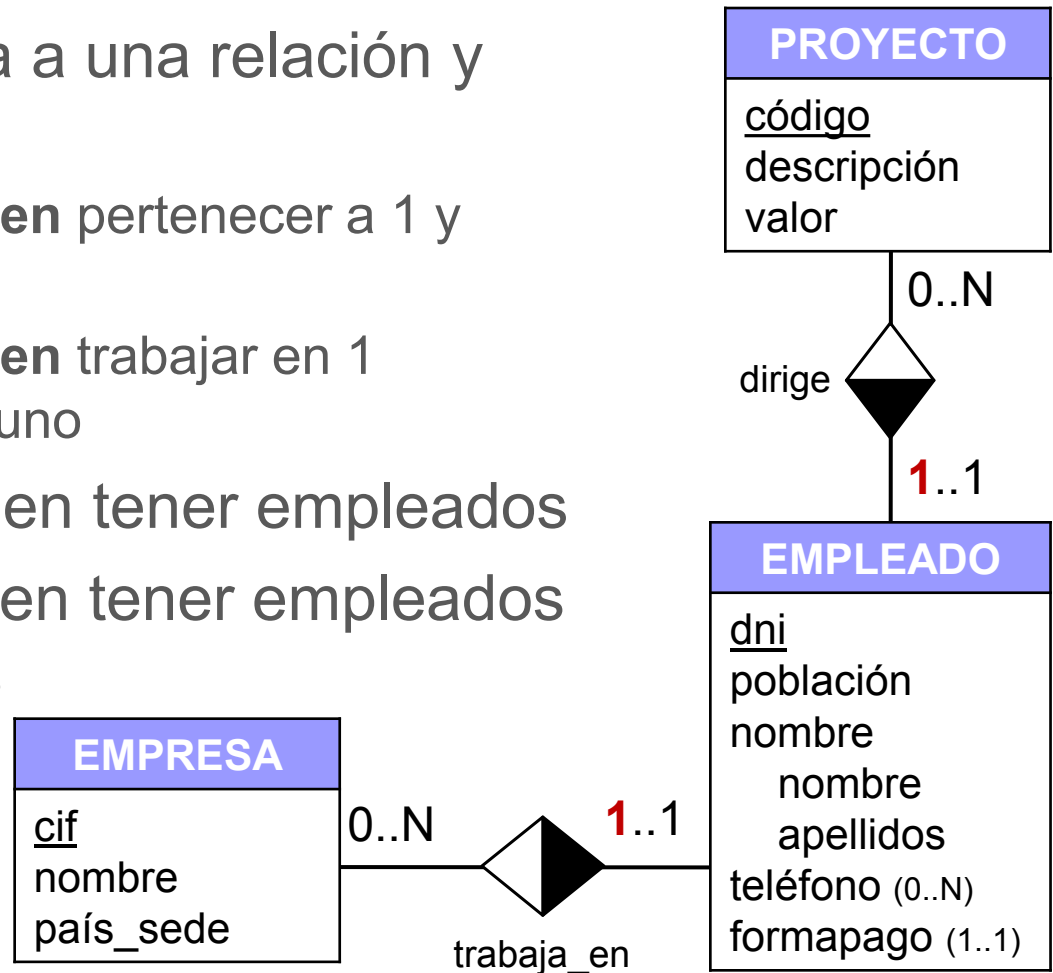 a una relación y
en pertenecer a 1 y
en trabajar en 1
uno
en tener empleados
en tener empleados
PROYECTO
código
descripción
valor
0..N
dirige
1..1
EMPLEADO
dni
población
nombre
nombre
apellidos
teléfono (0..N)
formapago (1..1)
EMPRESA
cif
nombre
país_sede
0..N
1..1
trabaja_en